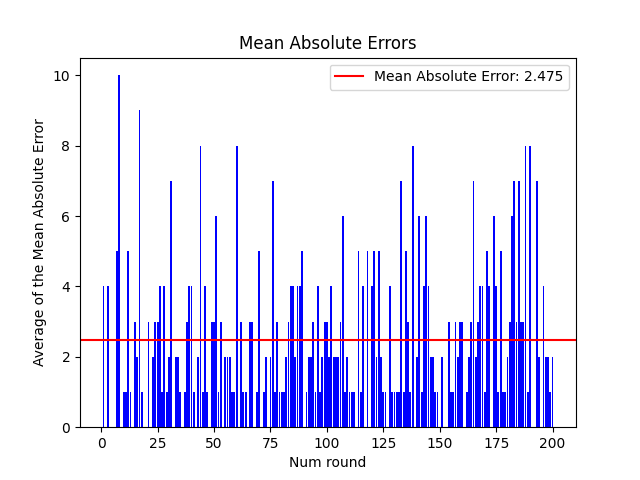 Mean Absolute Errors
Mean Absolute Error: 2.475
Average of the Mean Absolute Error
10
8
6
4
2
0
0 25 50 75 100 125 150 175 200
Num round